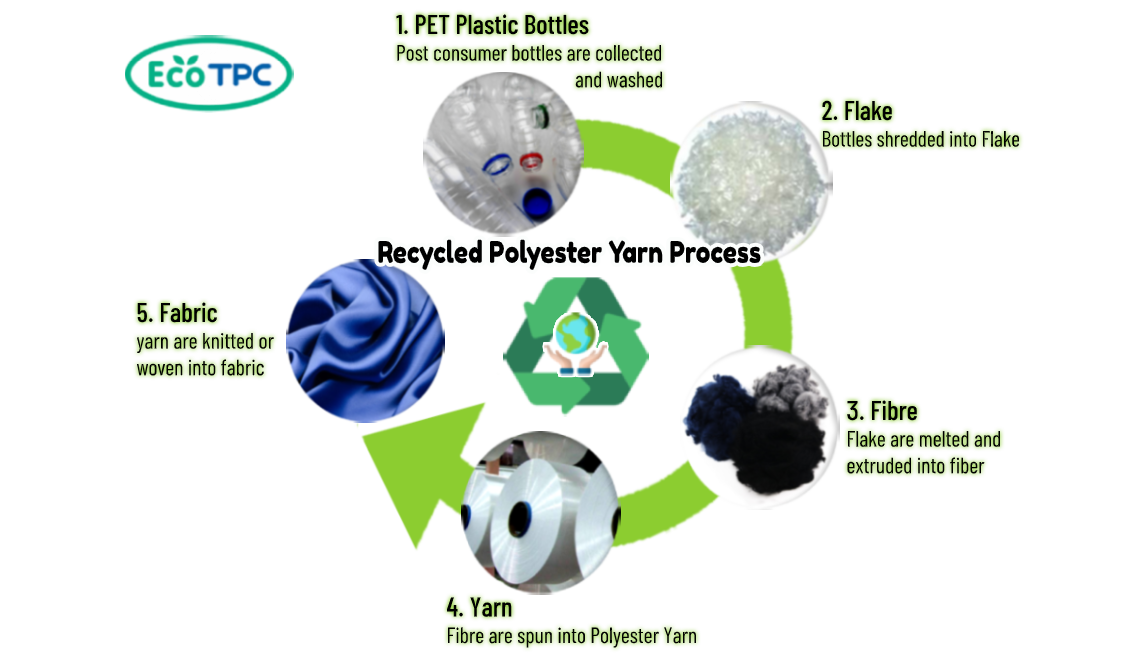 EcoTPC
1. PET Plastic Bottles
Post consumer bottles are collected
and washed
2. Flake
Bottles shredded into Flake
Recycled Polyester Yarn Process
5. Fabric
yarn are knitted or
woven into fabric
3. Fibre
Flake are melted and
extruded into fiber
4. Yarn
Fibre are spun into Polyester Yarn